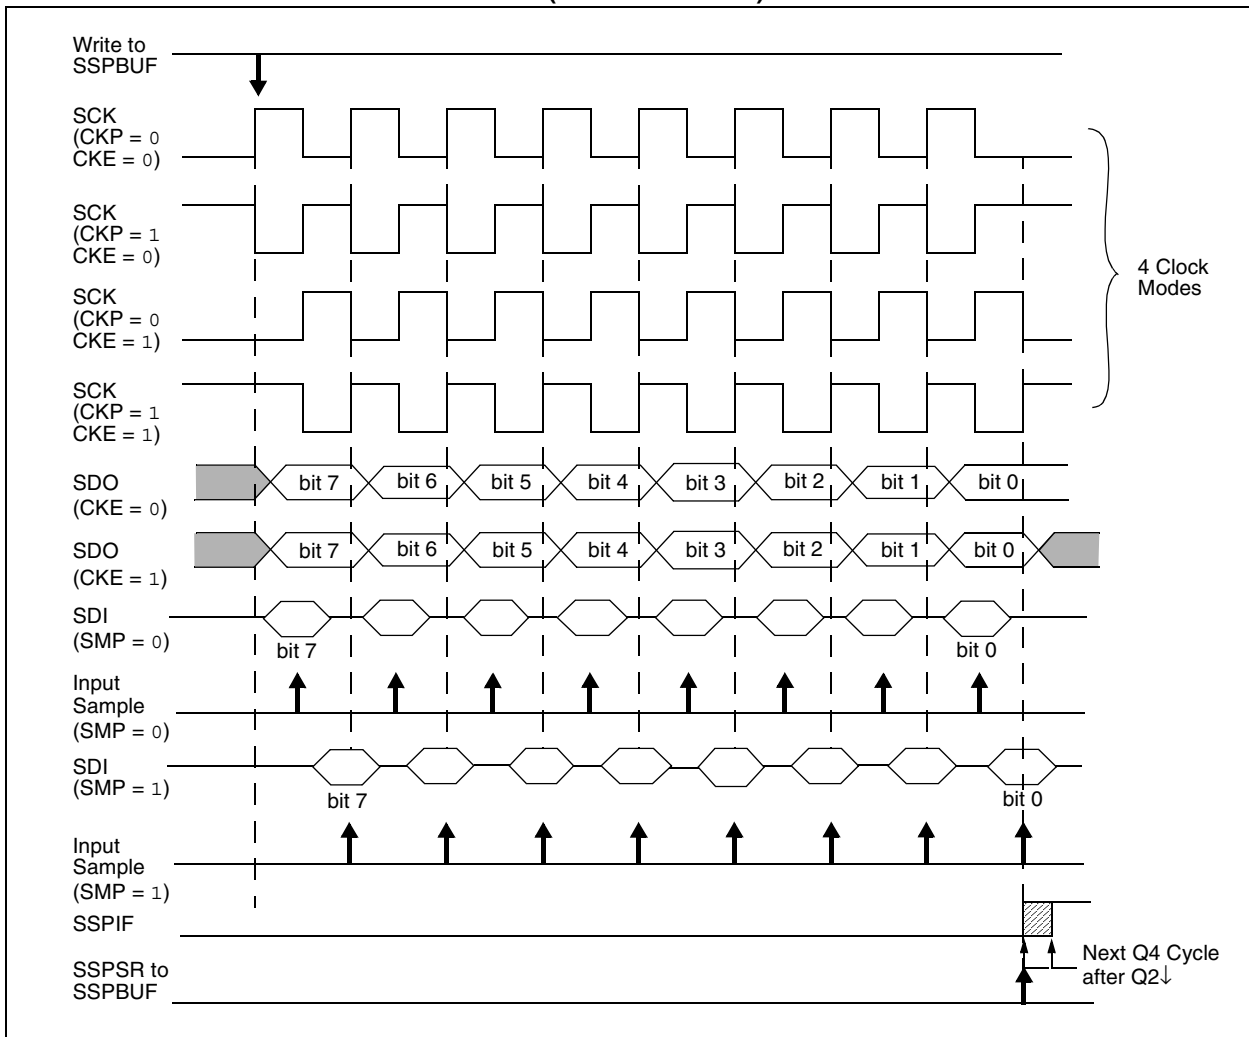 Write to
SSPBUF
SCK
(CKP = 0
CKE = 0)
SCK
(CKP = 1
CKE = 0)
SCK
(CKP = 0
CKE = 1)
SCK
(CKP = 1
CKE = 1)
4 Clock
Modes
SDO
(CKE = 0)
bit 7 bit 6 bit 5 bit 4 bit 3 bit 2 bit 1 bit 0
SDO
(CKE = 1)
bit 7 bit 6 bit 5 bit 4 bit 3 bit 2 bit 1 bit 0
SDI
(SMP = 0)
bit 7 bit 0
Input
Sample
(SMP = 0)
SDI
(SMP = 1)
bit 7 bit 0
Input
Sample
(SMP = 1)
SSPIF
Next Q4 Cycle
after Q2↓
SSPSR to
SSPBUF